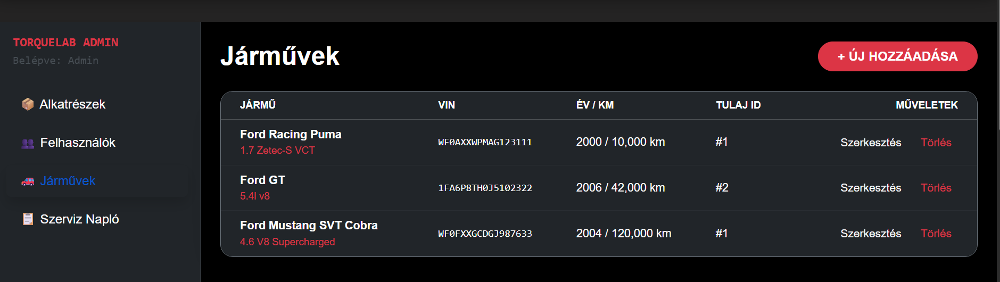 TORQUELAB ADMIN
Belépve: Admin
Alkatrészek
Felhasználók
Járművek
Szerviz Napló
Járművek
+ ÚJ HOZZÁADÁSA
JÁRMŰ VIN ÉV / KM TULAJ ID MŰVELETEK
Ford Racing Puma
1.7 Zetec-S VCT
WF0AXXWPMAG123111 2000 / 10,000 km #1 Szerkesztés Törlés
Ford GT
5.4l v8
1FA6P8TH0J5102322 2006 / 42,000 km #2 Szerkesztés Törlés
Ford Mustang SVT Cobra
4.6 V8 Supercharged
WF0FXXGCDGJ987633 2004 / 120,000 km #1 Szerkesztés Törlés